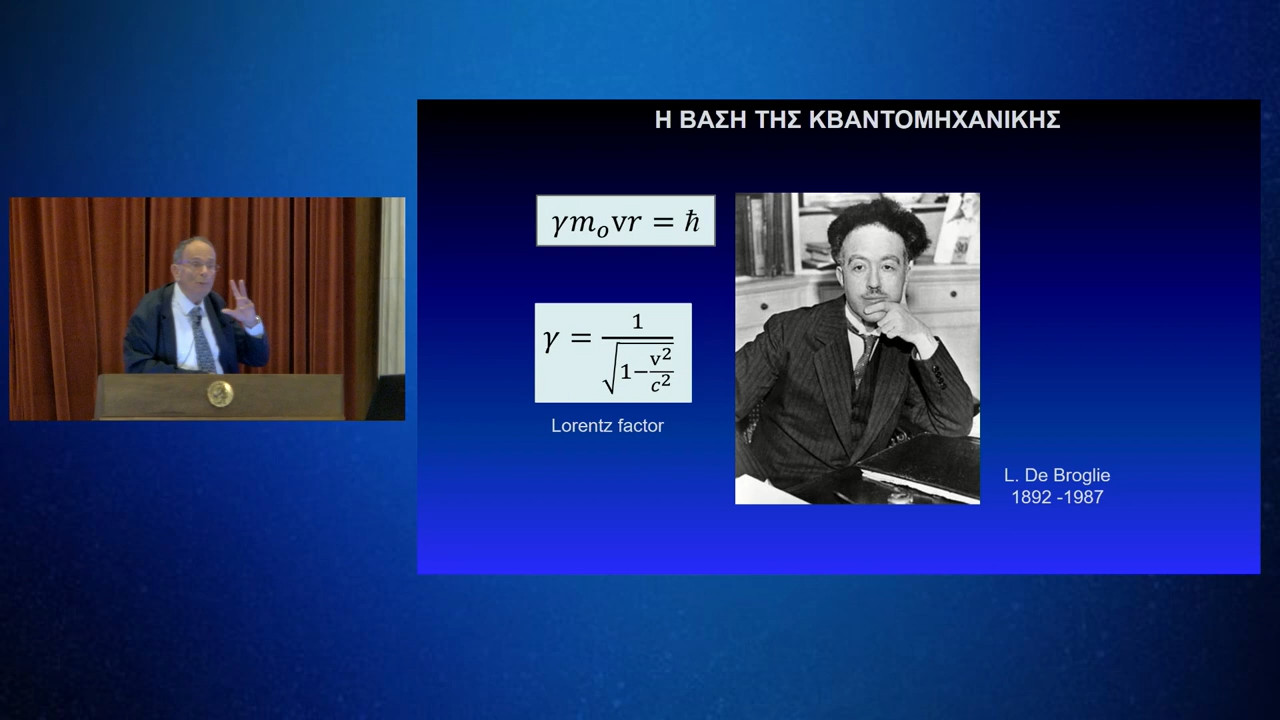 Η ΒΑΣΗ ΤΗΣ ΚΒΑΝΤΟΜΗΧΑΝΙΚΗΣ
γm₀vr = ħ
γ = 1/√(1−v²/c²)
Lorentz factor
L. De Broglie
1892 -1987